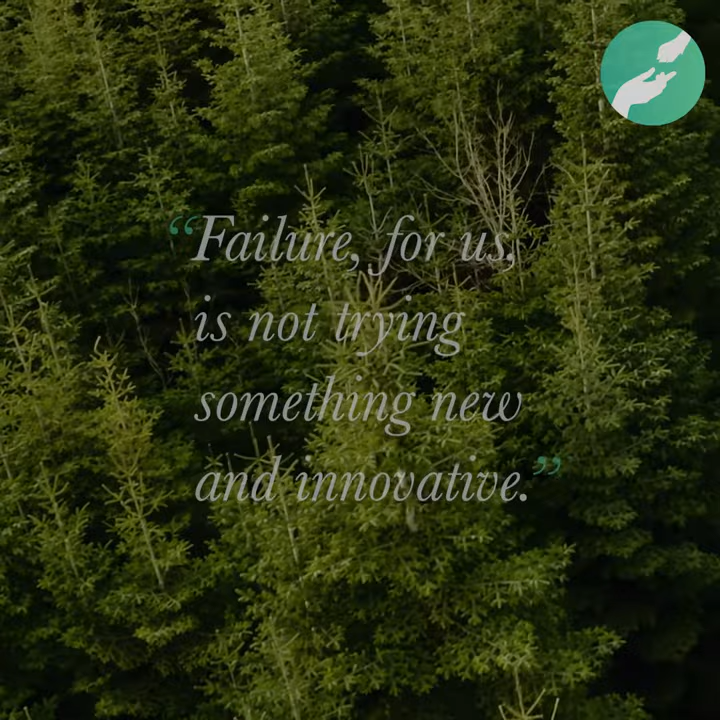 “Failure, for us,
is not trying
something new
and innovative.”